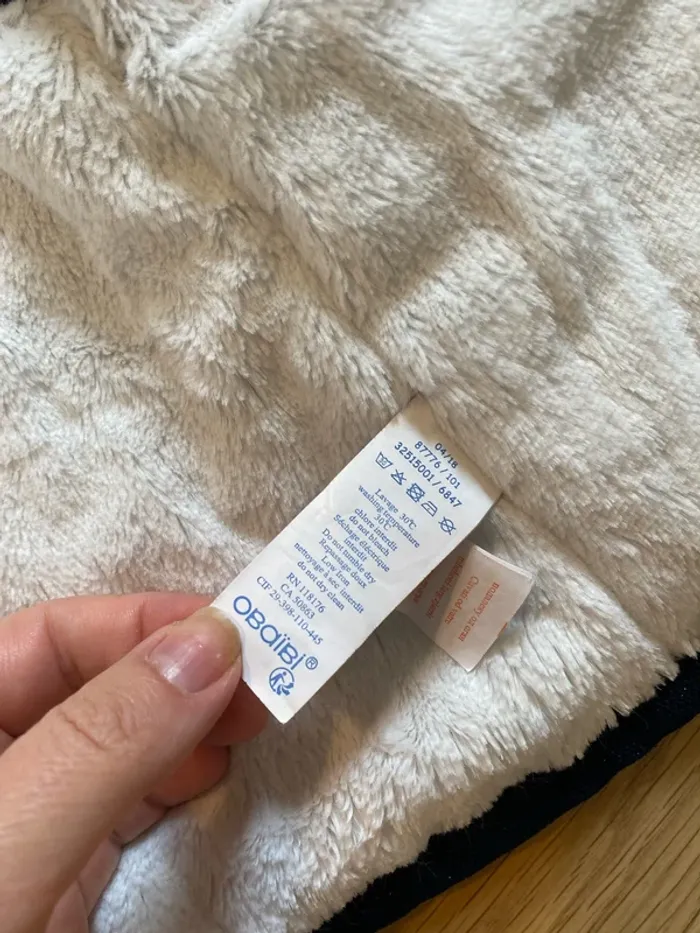 04/18
87776 / 101
32515001 / 6847
Lavage 30℃
washing temperature
30℃
chlore interdit
do not bleach
Séchage électrique
interdit
Do not tumble dry
Repassage doux
Low iron
nettoyage à sec interdit
do not dry clean
RN 118176
CA 50863
CIF 29-398-110-445
OBaïBi®